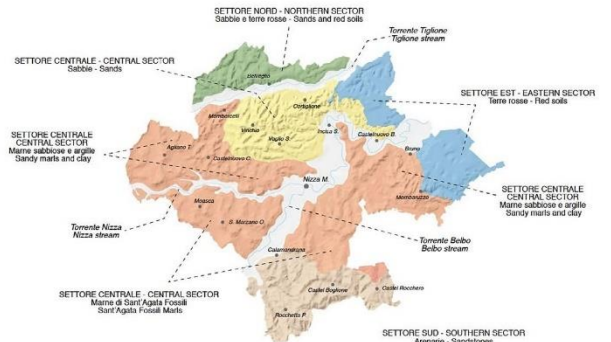 SETTORE NORD - NORTHERN SECTOR
Sabbie e terre rosse - Sands and red soils
Torrente Tiglione
Tiglione stream
SETTORE CENTRALE - CENTRAL SECTOR
Sabbie - Sands
SETTORE EST - EASTERN SECTOR
Terre rosse - Red soils
Belveglio
Cortiglione
Mombercelli
Vinchio
Vaglio S.
Incisa S.
Castelnuovo B.
Bruno
SETTORE CENTRALE
CENTRAL SECTOR
Marne sabbiose e argille
Sandy marls and clay
Agliano T.
Castelnuovo C.
Nizza M.
Mombaruzzo
SETTORE CENTRALE
CENTRAL SECTOR
Marne sabbiose e argille
Sandy marls and clay
Moasca
S. Marzano O.
Torrente Nizza
Nizza stream
Torrente Belbo
Belbo stream
Calamandrana
Castel Rocchero
Castel Boglione
Rocchetta P.
SETTORE CENTRALE - CENTRAL SECTOR
Marne di Sant'Agata Fossili
Sant'Agata Fossili Marls
SETTORE SUD - SOUTHERN SECTOR
Arenarie - Sandstones